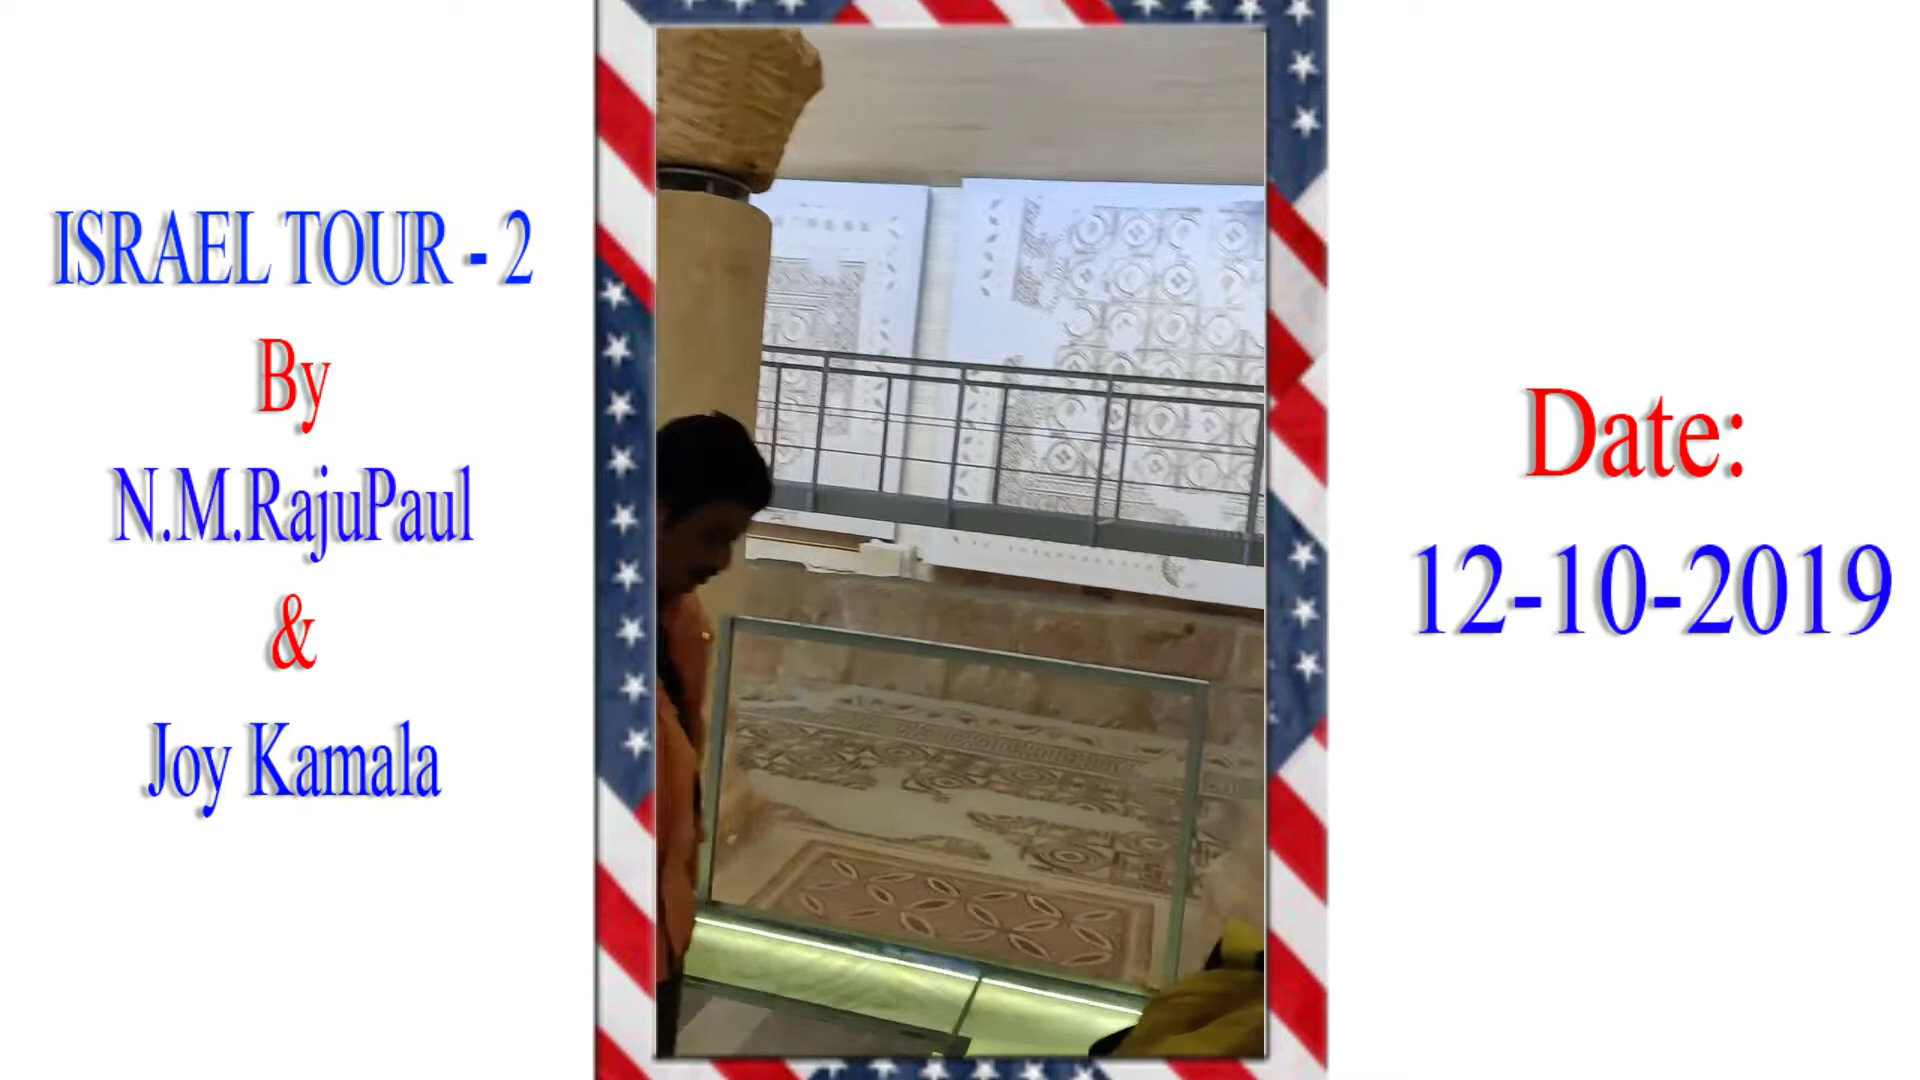 ISRAEL TOUR - 2
By
N.M.RajuPaul
&
Joy Kamala
Date:
12-10-2019